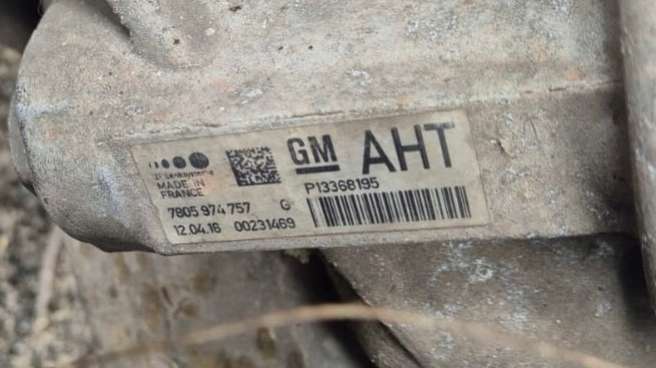 MADE IN
FRANCE
7805 974 757 G
12.04.16 00231469
GM AHT
P13368195